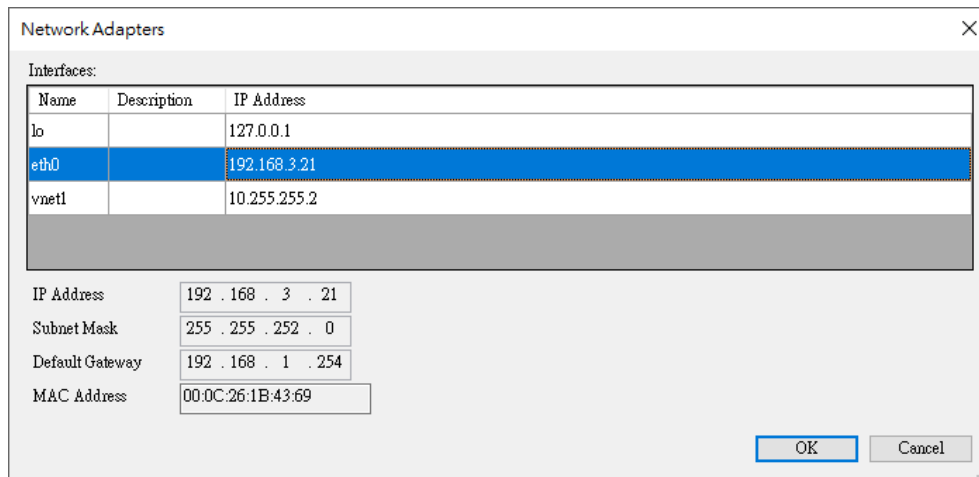 Network Adapters
Interfaces:
Name Description IP Address
lo 127.0.0.1
eth0 192.168.3.21
vnet1 10.255.255.2
IP Address 192 . 168 . 3 . 21
Subnet Mask 255 . 255 . 252 . 0
Default Gateway 192 . 168 . 1 . 254
MAC Address 00:0C:26:1B:43:69
OK Cancel